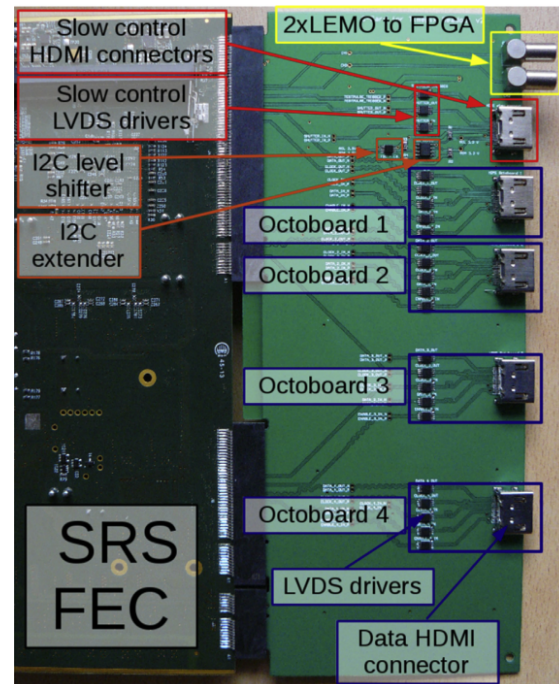 Slow control
HDMI connectors
2xLEMO to FPGA
Slow control
LVDS drivers
I2C level
shifter
I2C
extender
Octoboard 1
Octoboard 2
Octoboard 3
Octoboard 4
SRS
FEC
LVDS drivers
Data HDMI
connector